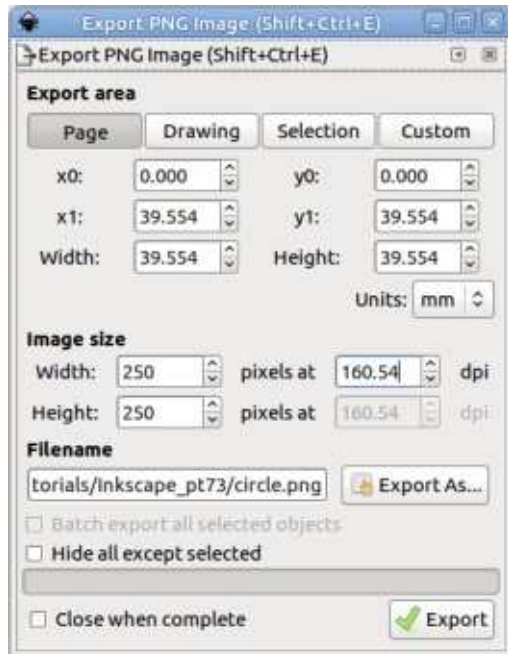 Export PNG Image (Shift+Ctrl+E)
Export PNG Image (Shift+Ctrl+E)
Export area
Page Drawing Selection Custom
x0: 0.000 y0: 0.000
x1: 39.554 y1: 39.554
Width: 39.554 Height: 39.554
Units: mm
Image size
Width: 250 pixels at 160.54 dpi
Height: 250 pixels at 160.54 dpi
Filename
torials/Inkscape_pt73/circle.png Export As...
Batch export all selected objects
Hide all except selected
Close when complete Export